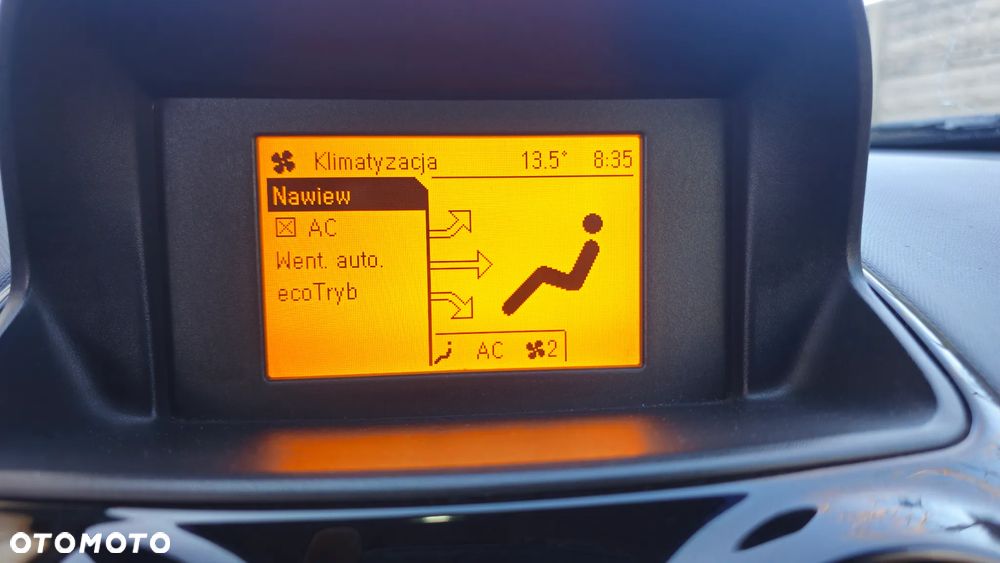 Klimatyzacja 13.5° 8:35
Nawiew
AC
Went. auto.
ecoTryb
AC 2
OTOMOTO